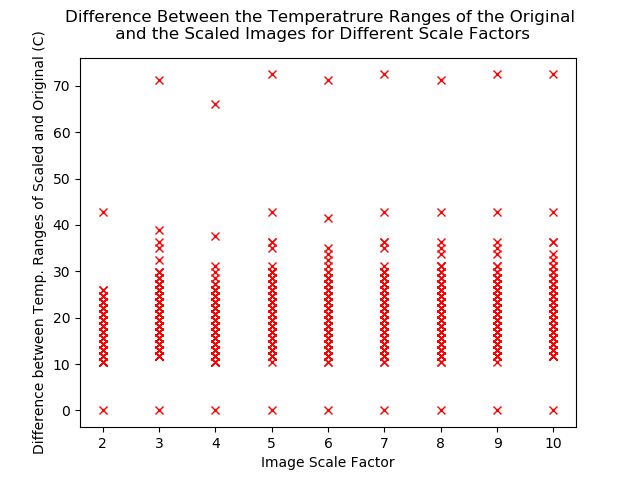 Difference Between the Temperatrure Ranges of the Original
and the Scaled Images for Different Scale Factors
Difference between Temp. Ranges of Scaled and Original (C)
70
60
50
40
30
20
10
0
2 3 4 5 6 7 8 9 10
Image Scale Factor